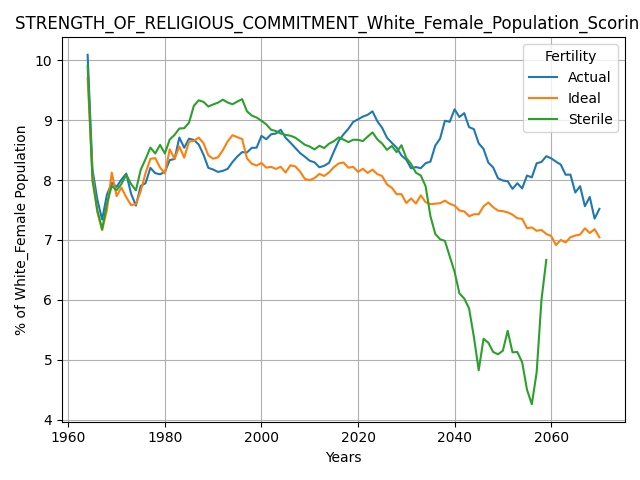 STRENGTH_OF_RELIGIOUS_COMMITMENT_White_Female_Population_Scorin
Fertility
Actual
Ideal
Sterile
% of White_Female Population
10
9
8
7
6
5
4
1960
1980
2000
2020
2040
2060
Years